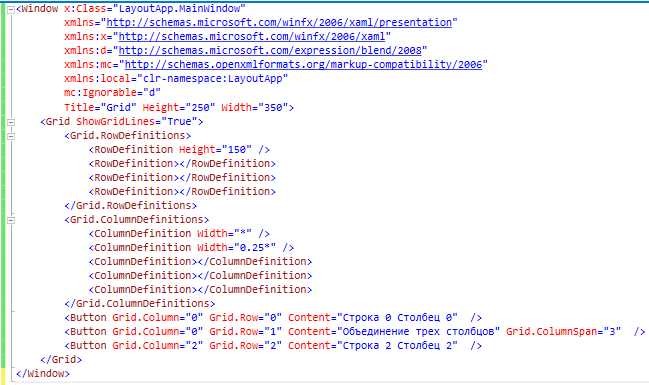 <Window x:Class="LayoutApp.MainWindow"
xmlns="http://schemas.microsoft.com/winfx/2006/xaml/presentation"
xmlns:x="http://schemas.microsoft.com/winfx/2006/xaml"
xmlns:d="http://schemas.microsoft.com/expression/blend/2008"
xmlns:mc="http://schemas.openxmlformats.org/markup-compatibility/2006"
xmlns:local="clr-namespace:LayoutApp"
mc:Ignorable="d"
Title="Grid" Height="250" Width="350">
<Grid ShowGridLines="True">
<Grid.RowDefinitions>
<RowDefinition Height="150" />
<RowDefinition></RowDefinition>
<RowDefinition></RowDefinition>
<RowDefinition></RowDefinition>
</Grid.RowDefinitions>
<Grid.ColumnDefinitions>
<ColumnDefinition Width="*" />
<ColumnDefinition Width="0.25*" />
<ColumnDefinition></ColumnDefinition>
<ColumnDefinition></ColumnDefinition>
<ColumnDefinition></ColumnDefinition>
</Grid.ColumnDefinitions>
<Button Grid.Column="0" Grid.Row="0" Content="Строка 0 Столбец 0"  />
<Button Grid.Column="0" Grid.Row="1" Content="Объединение трех столбцов" Grid.ColumnSpan="3"  />
<Button Grid.Column="2" Grid.Row="2" Content="Строка 2 Столбец 2"  />
</Grid>
</Window>